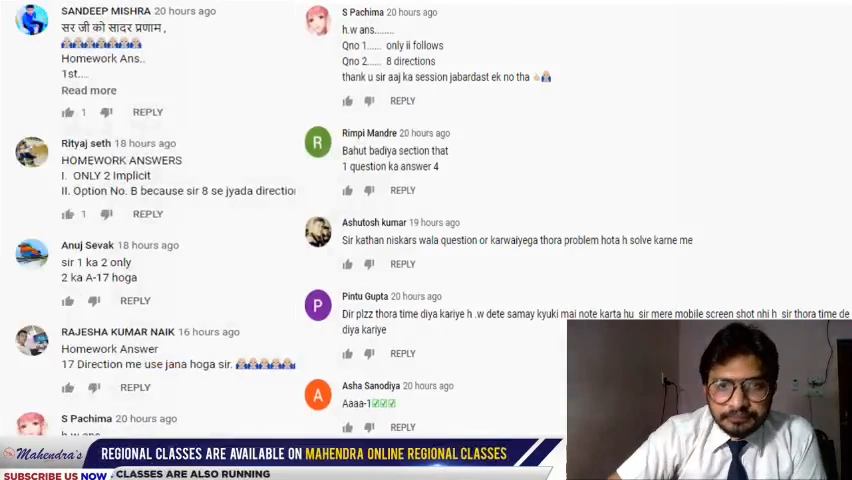 SANDEEP MISHRA 20 hours ago
सर जी को सादर प्रणाम ,
Homework Ans..
1st....
Read more
1 REPLY
Rityaj seth 18 hours ago
HOMEWORK ANSWERS
I. ONLY 2 Implicit
II. Option No. B because sir 8 se jyada direction
1 REPLY
Anuj Sevak 18 hours ago
sir 1 ka 2 only
2 ka A-17 hoga
REPLY
RAJESHA KUMAR NAIK 16 hours ago
Homework Answer
17 Direction me use jana hoga sir.
REPLY
S Pachima 20 hours ago
h.w ans
S Pachima 20 hours ago
h.w ans........
Qno 1...... only ii follows
Qno 2...... 8 directions
thank u sir aaj ka session jabardast ek no tha
REPLY
R
Rimpi Mandre 20 hours ago
Bahut badiya section that
1 question ka answer 4
REPLY
Ashutosh kumar 19 hours ago
Sir kathan niskars wala question or karwaiyega thora problem hota h solve karne me
REPLY
P
Pintu Gupta 20 hours ago
Dir plzz thora time diya kariye h .w dete samay kyuki mai note karta hu sir mere mobile screen shot nhi h sir thora time de
diya kariye
REPLY
A
Asha Sanodiya 20 hours ago
Aaaa-1
REPLY
Mahendra's
REGIONAL CLASSES ARE AVAILABLE ON MAHENDRA ONLINE REGIONAL CLASSES
SUBSCRIBE US NOW
CLASSES ARE ALSO RUNNING